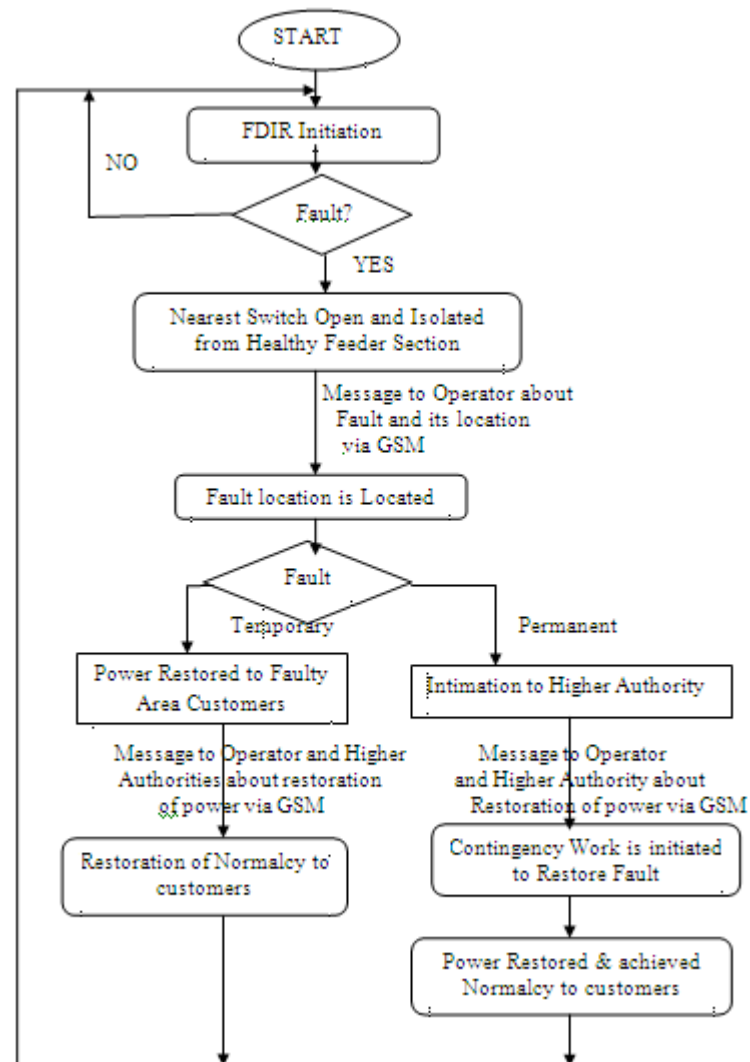 START
FDIR Initiation
NO
Fault?
YES
Nearest Switch Open and Isolated
from Healthy Feeder Section
Message to Operator about
Fault and its location
via GSM
Fault location is Located
Fault
Temporary
Permanent
Power Restored to Faulty
Area Customers
Intimation to Higher Authority
Message to Operator and Higher
Authorities about restoration
of power via GSM
Message to Operator
and Higher Authority about
Restoration of power via GSM
Restoration of Normalcy to
customers
Contingency Work is initiated
to Restore Fault
Power Restored & achieved
Normalcy to customers